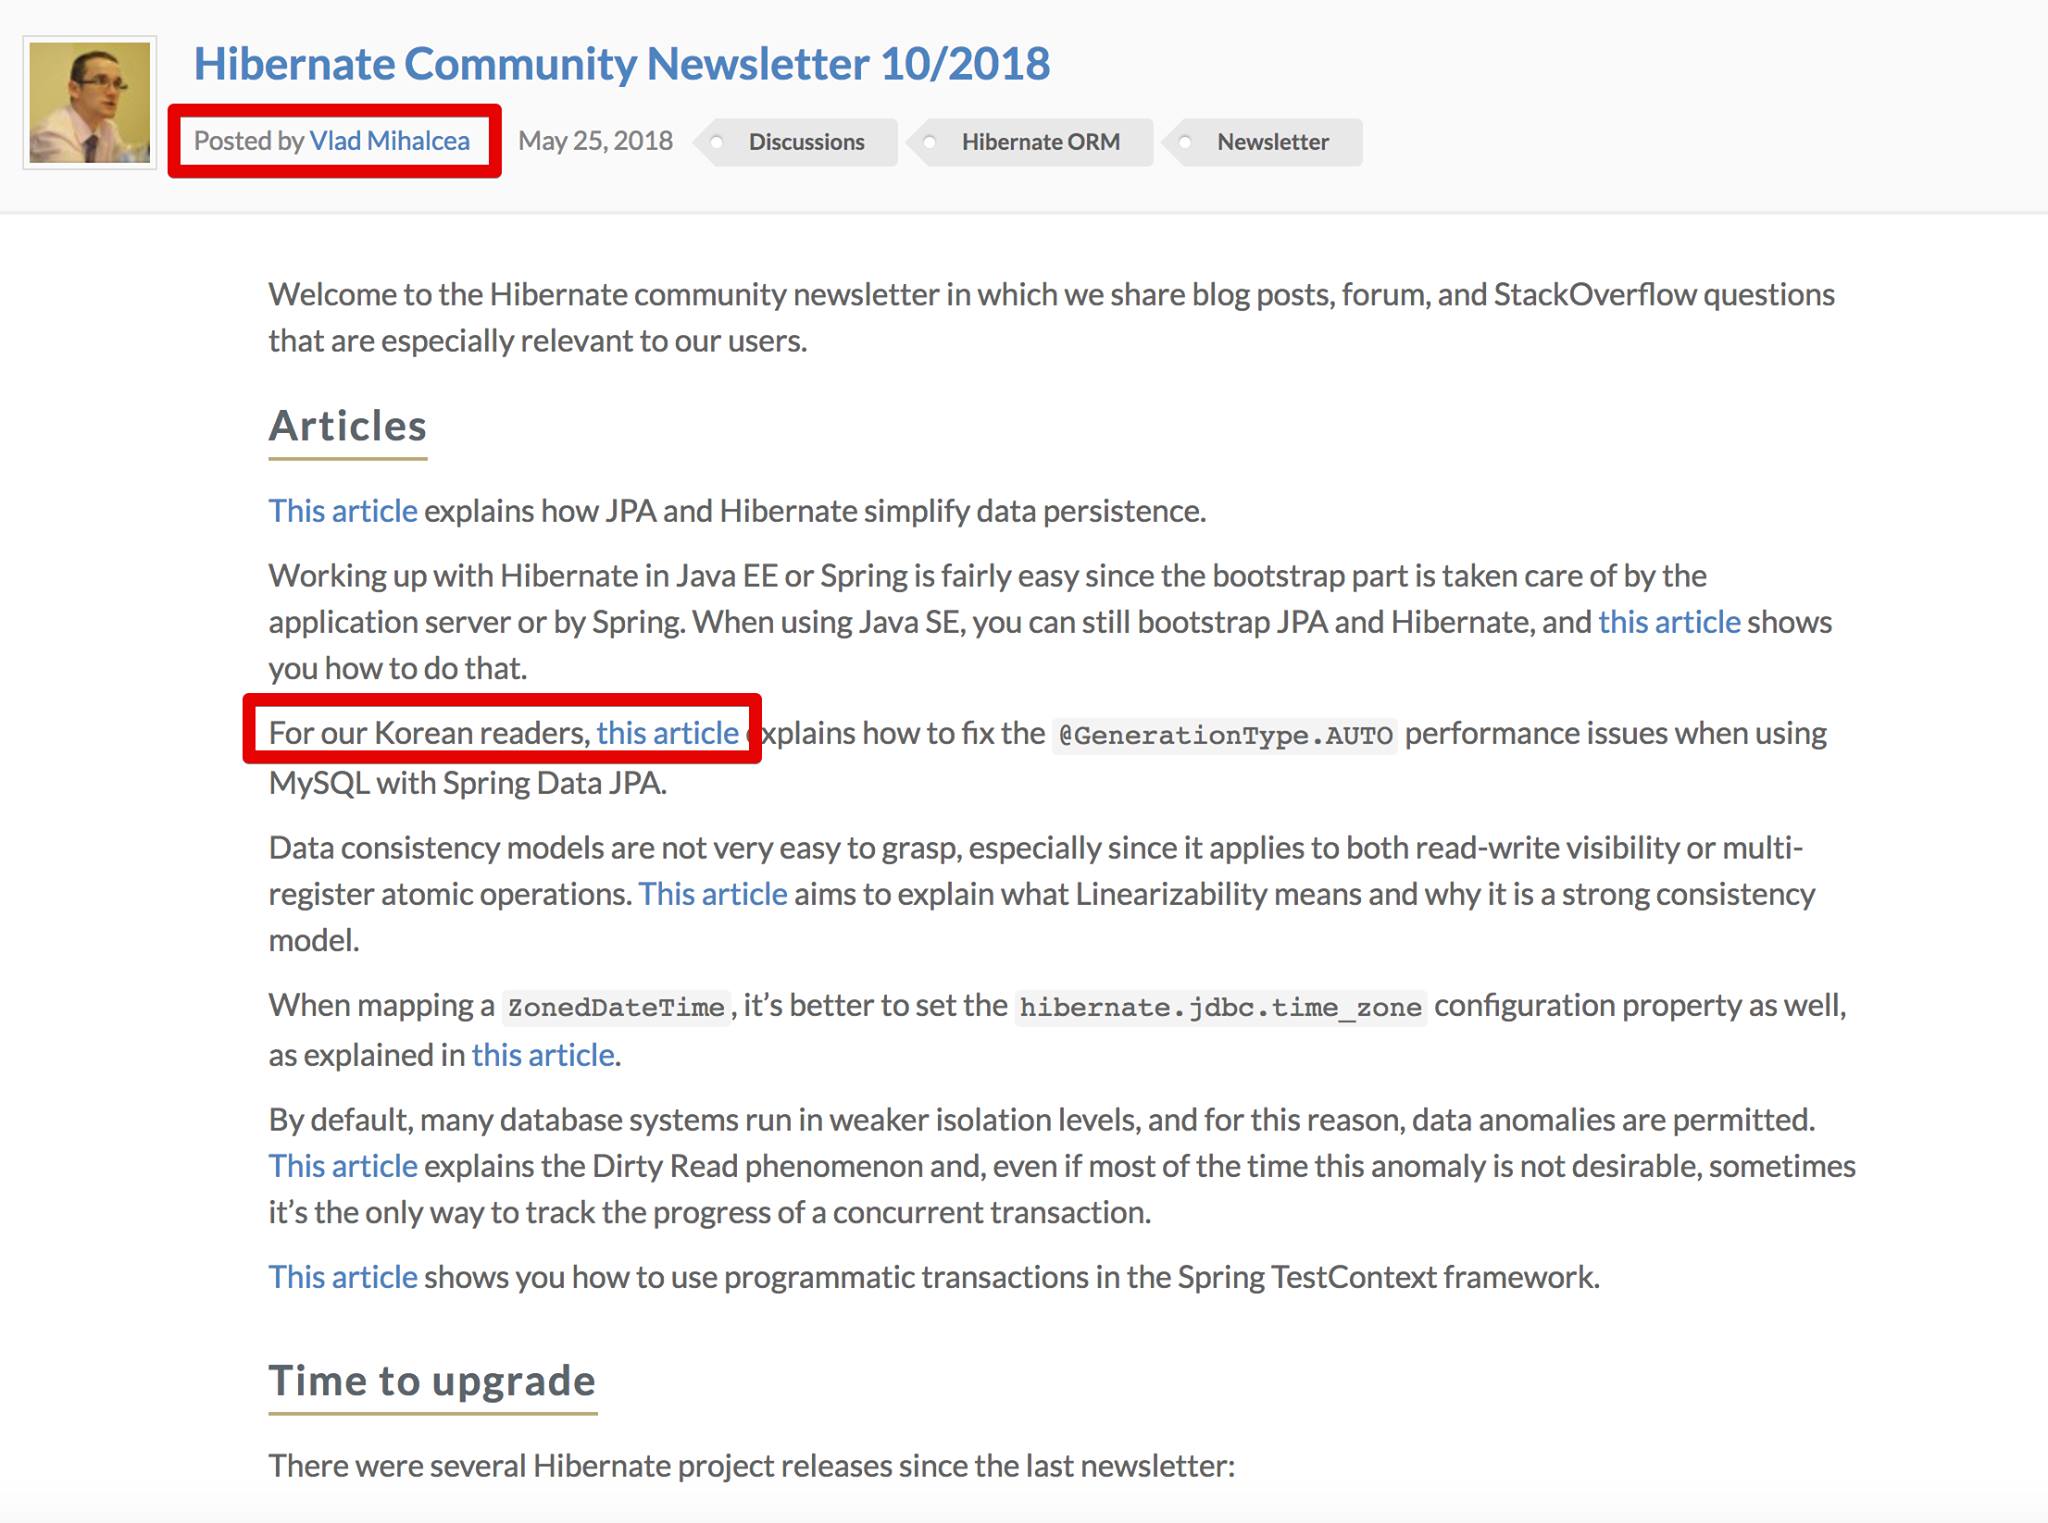 Hibernate Community Newsletter 10/2018
Posted by Vlad Mihalcea May 25, 2018 Discussions Hibernate ORM Newsletter
Welcome to the Hibernate community newsletter in which we share blog posts, forum, and StackOverflow questions
that are especially relevant to our users.
Articles
This article explains how JPA and Hibernate simplify data persistence.
Working up with Hibernate in Java EE or Spring is fairly easy since the bootstrap part is taken care of by the
application server or by Spring. When using Java SE, you can still bootstrap JPA and Hibernate, and this article shows
you how to do that.
For our Korean readers, this article explains how to fix the @GenerationType.AUTO performance issues when using
MySQL with Spring Data JPA.
Data consistency models are not very easy to grasp, especially since it applies to both read-write visibility or multi-
register atomic operations. This article aims to explain what Linearizability means and why it is a strong consistency
model.
When mapping a ZonedDateTime, it’s better to set the hibernate.jdbc.time_zone configuration property as well,
as explained in this article.
By default, many database systems run in weaker isolation levels, and for this reason, data anomalies are permitted.
This article explains the Dirty Read phenomenon and, even if most of the time this anomaly is not desirable, sometimes
it’s the only way to track the progress of a concurrent transaction.
This article shows you how to use programmatic transactions in the Spring TestContext framework.
Time to upgrade
There were several Hibernate project releases since the last newsletter: